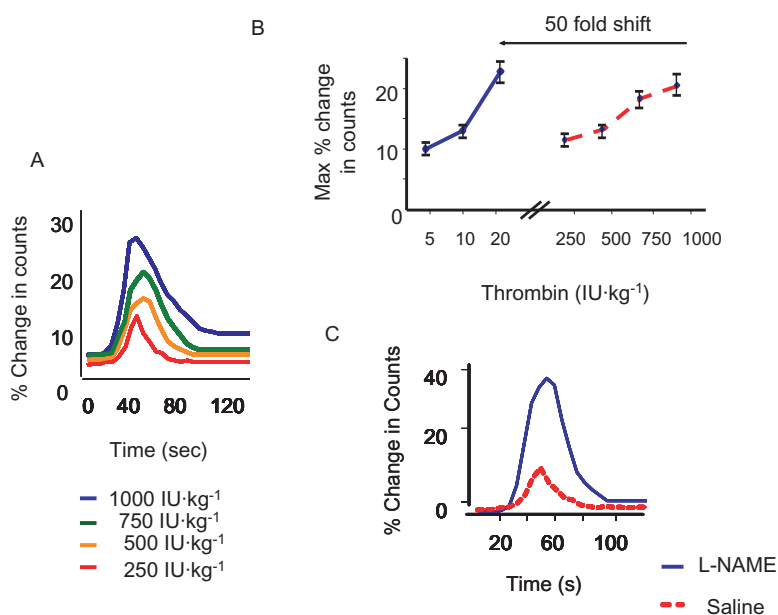 B
50 fold shift
Max % change
in counts
20
10
0
5 10 20 250 500 750 1000
Thrombin (IU·kg⁻¹)
A
% Change in counts
30
20
10
0
0 40 80 120
Time (sec)
1000 IU·kg⁻¹
750 IU·kg⁻¹
500 IU·kg⁻¹
250 IU·kg⁻¹
C
% Change in Counts
40
20
0
20 60 100
Time (s)
L-NAME
Saline